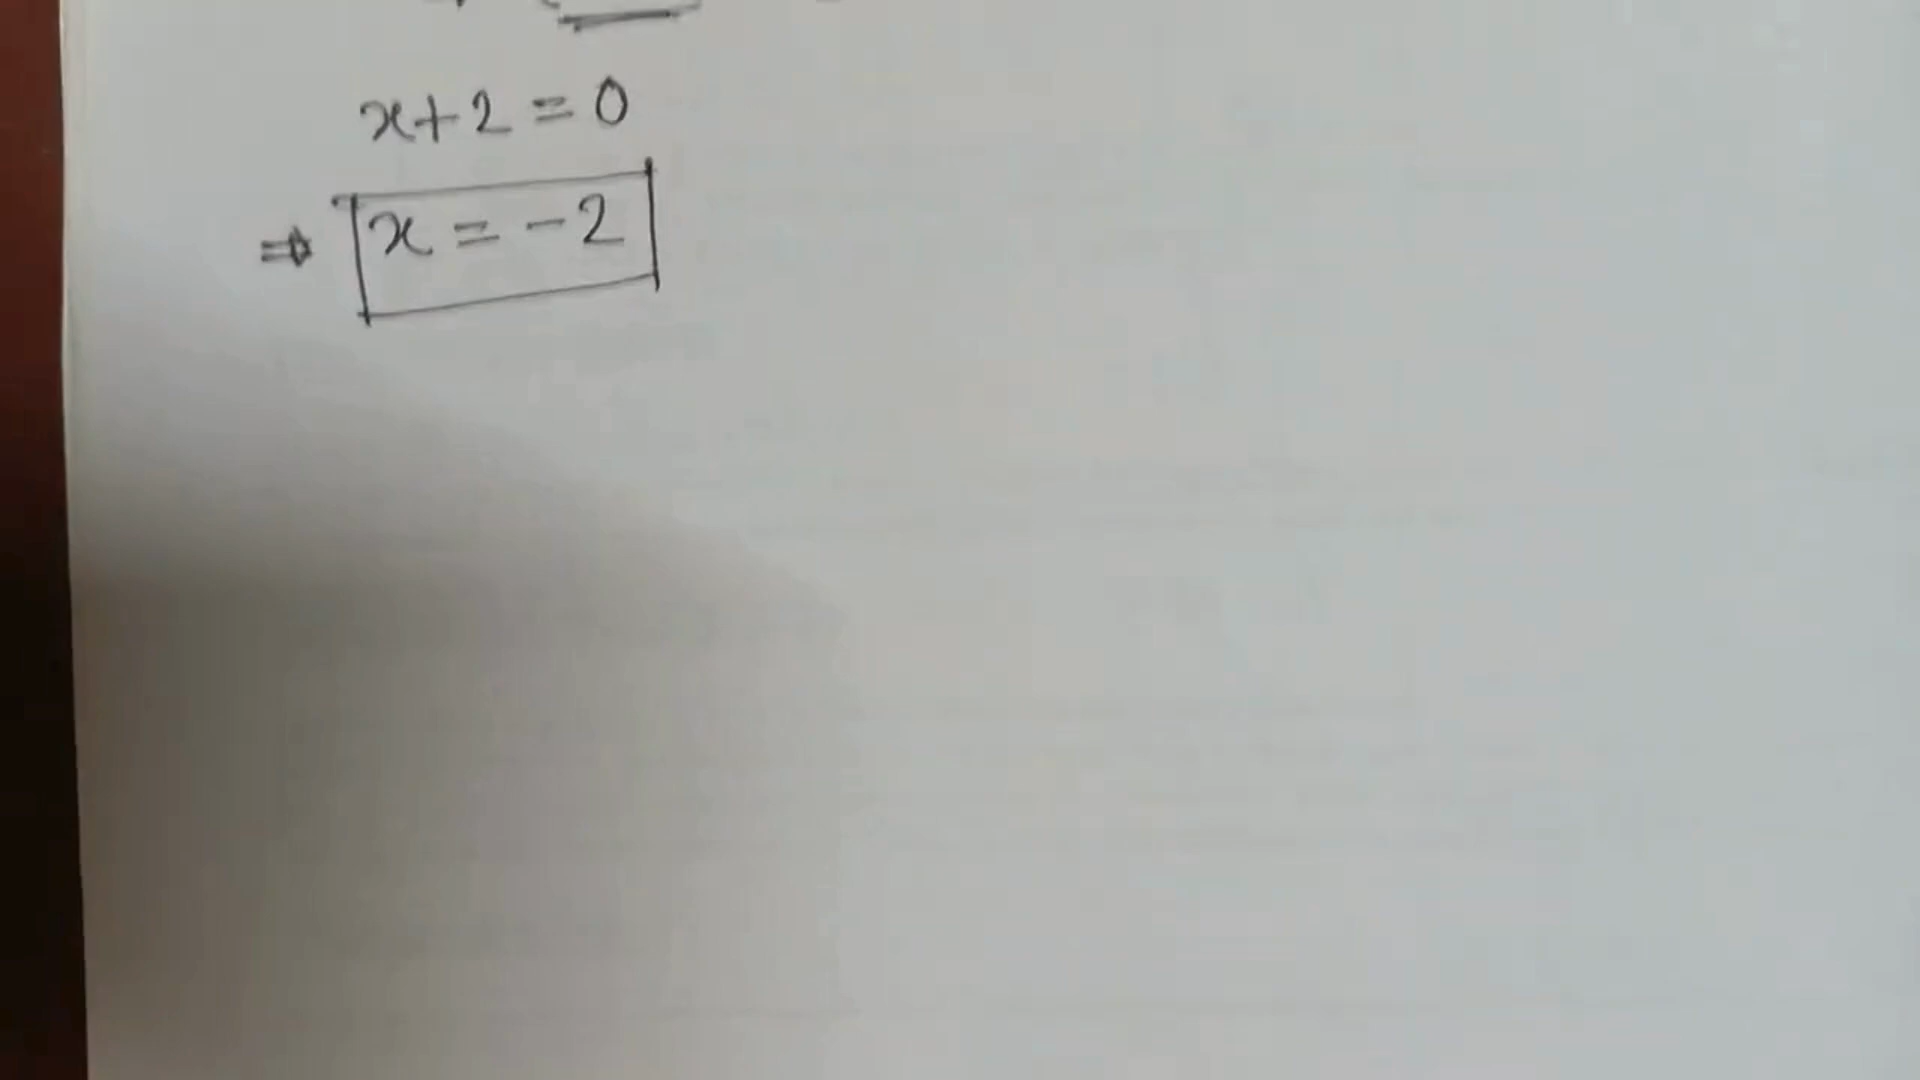 x+2 = 0
⇒ x = -2